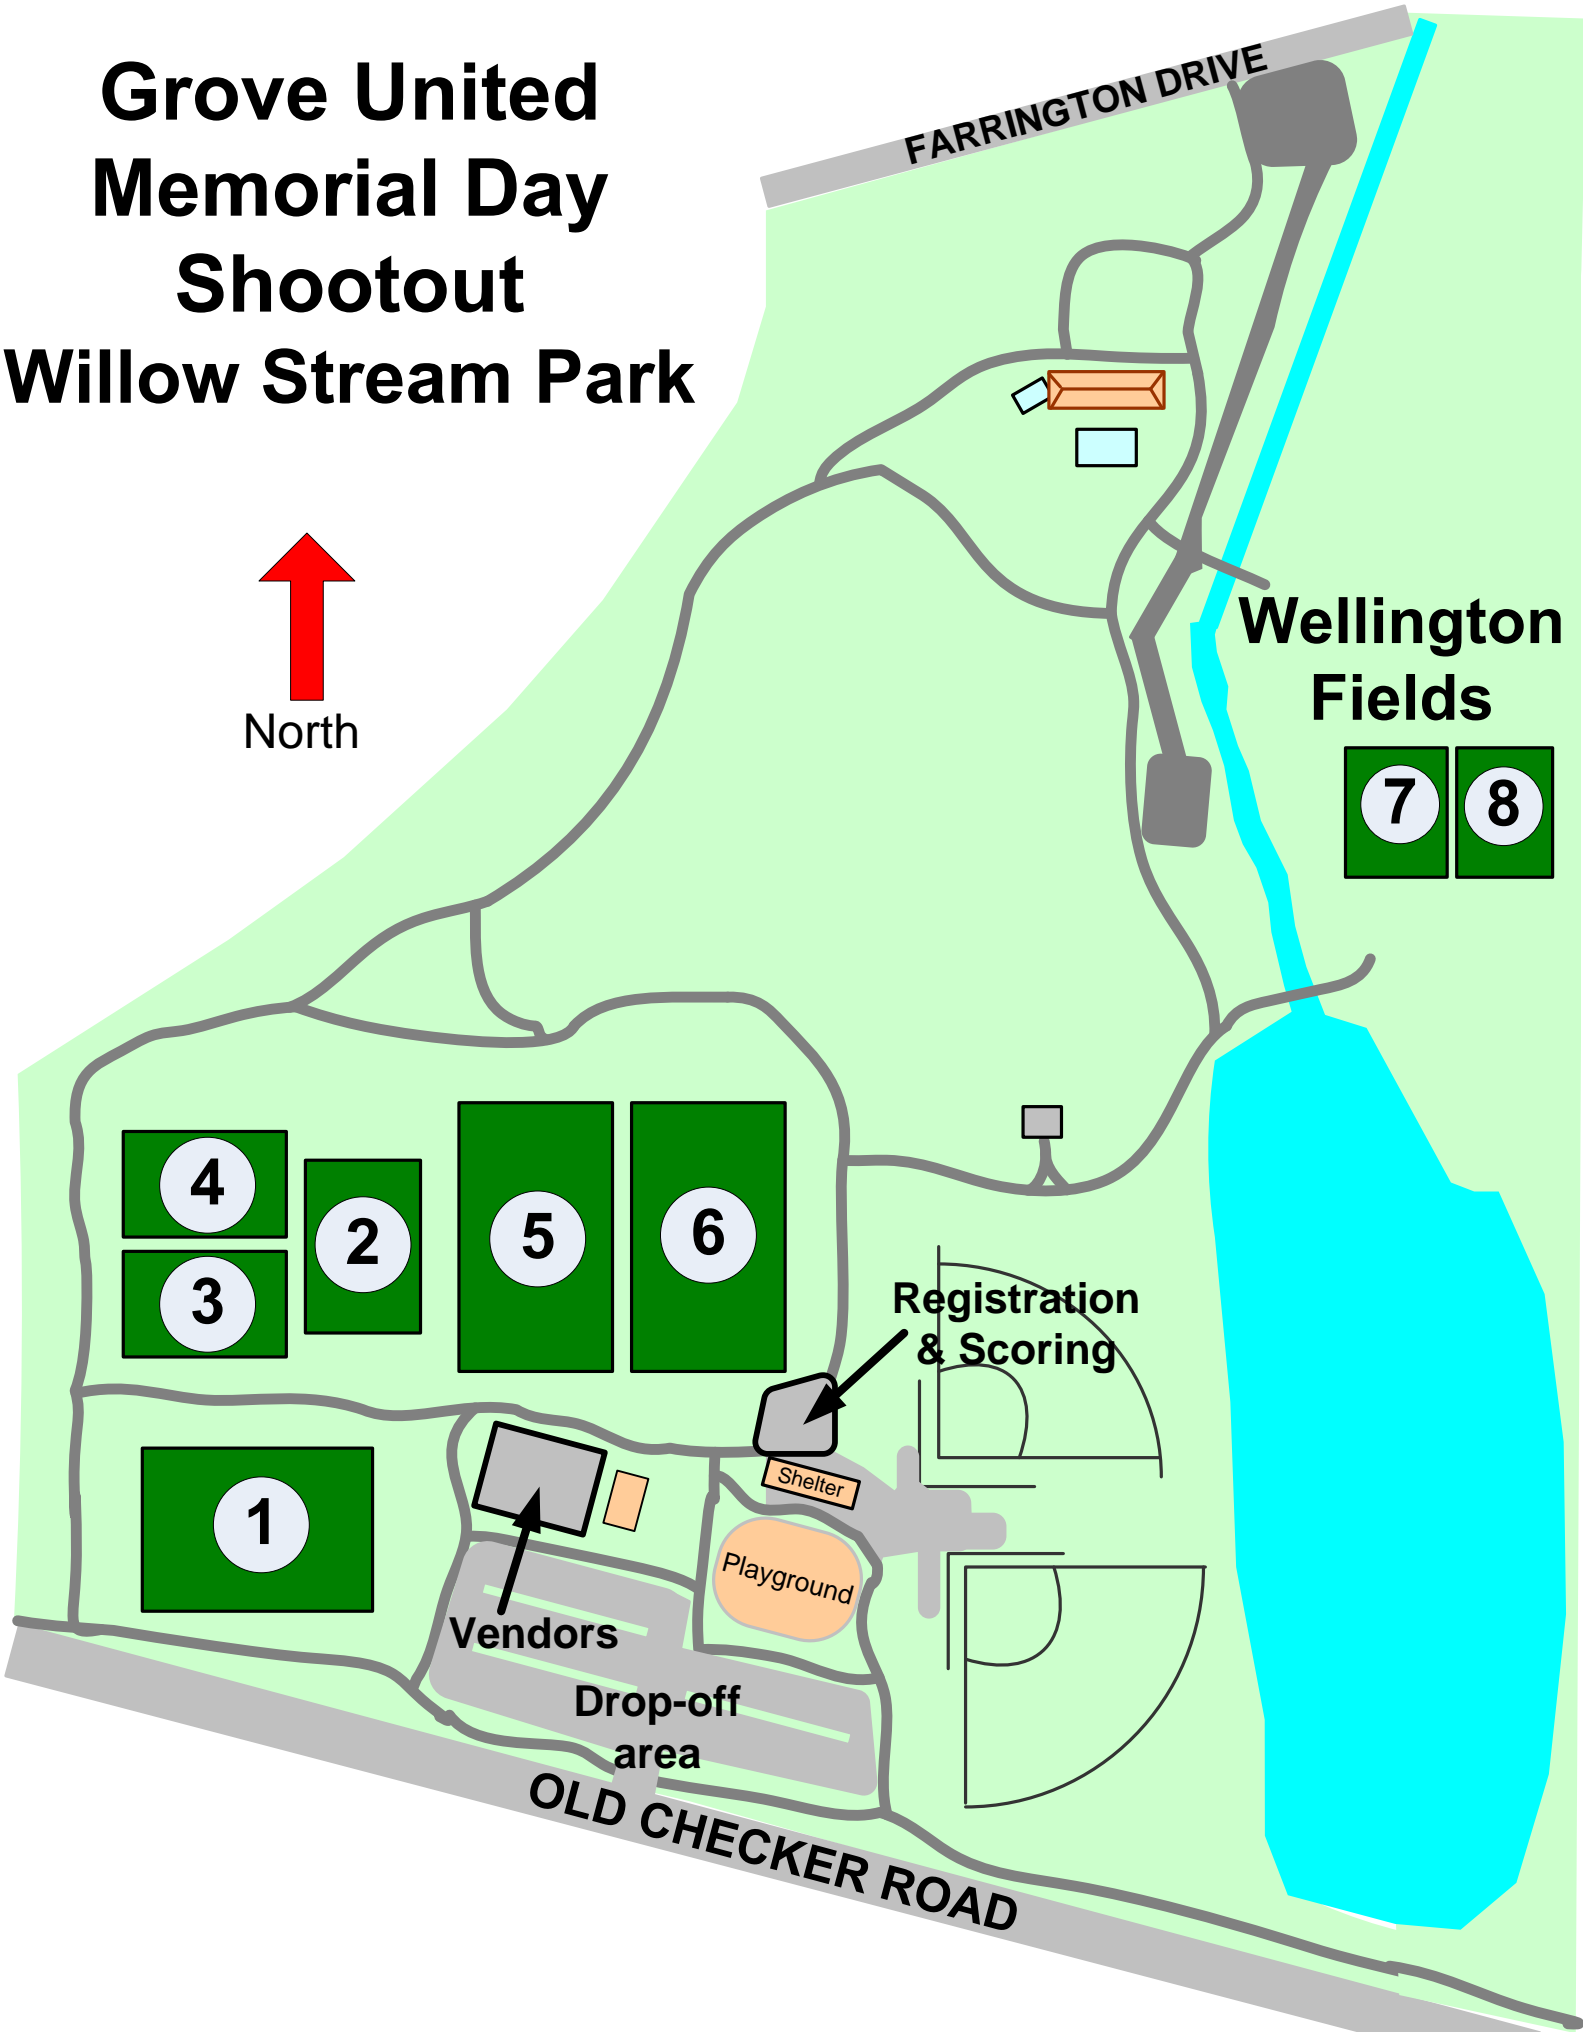 Grove United
Memorial Day
Shootout
Willow Stream Park
FARRINGTON DRIVE
North
Wellington
Fields
7
8
4
3
2
5
6
Registration
& Scoring
1
Shelter
Playground
Vendors
Drop-off
area
OLD CHECKER ROAD